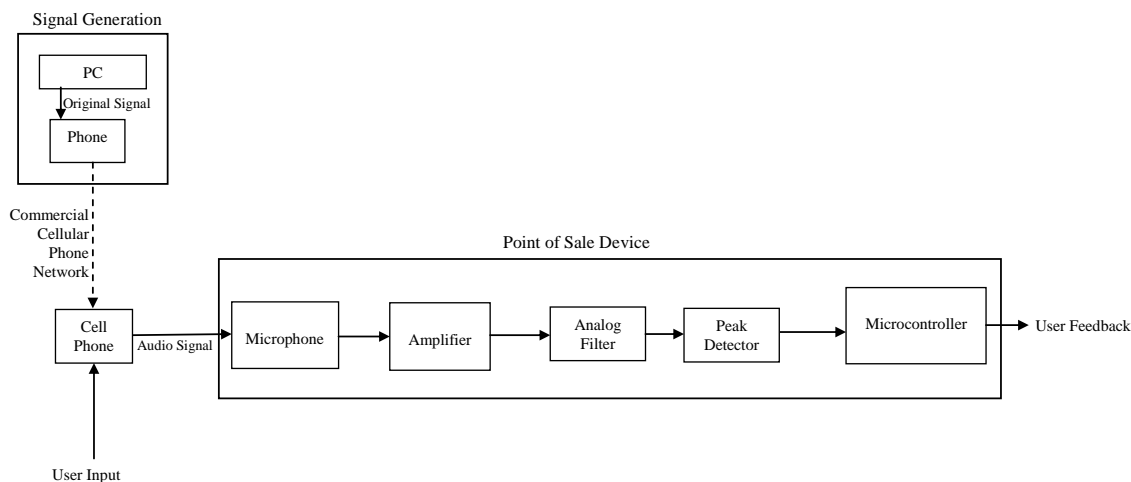 Signal Generation
PC
Original Signal
Phone
Commercial
Cellular
Phone
Network
Point of Sale Device
Cell
Phone
Audio Signal
Microphone
Amplifier
Analog
Filter
Peak
Detector
Microcontroller
User Feedback
User Input